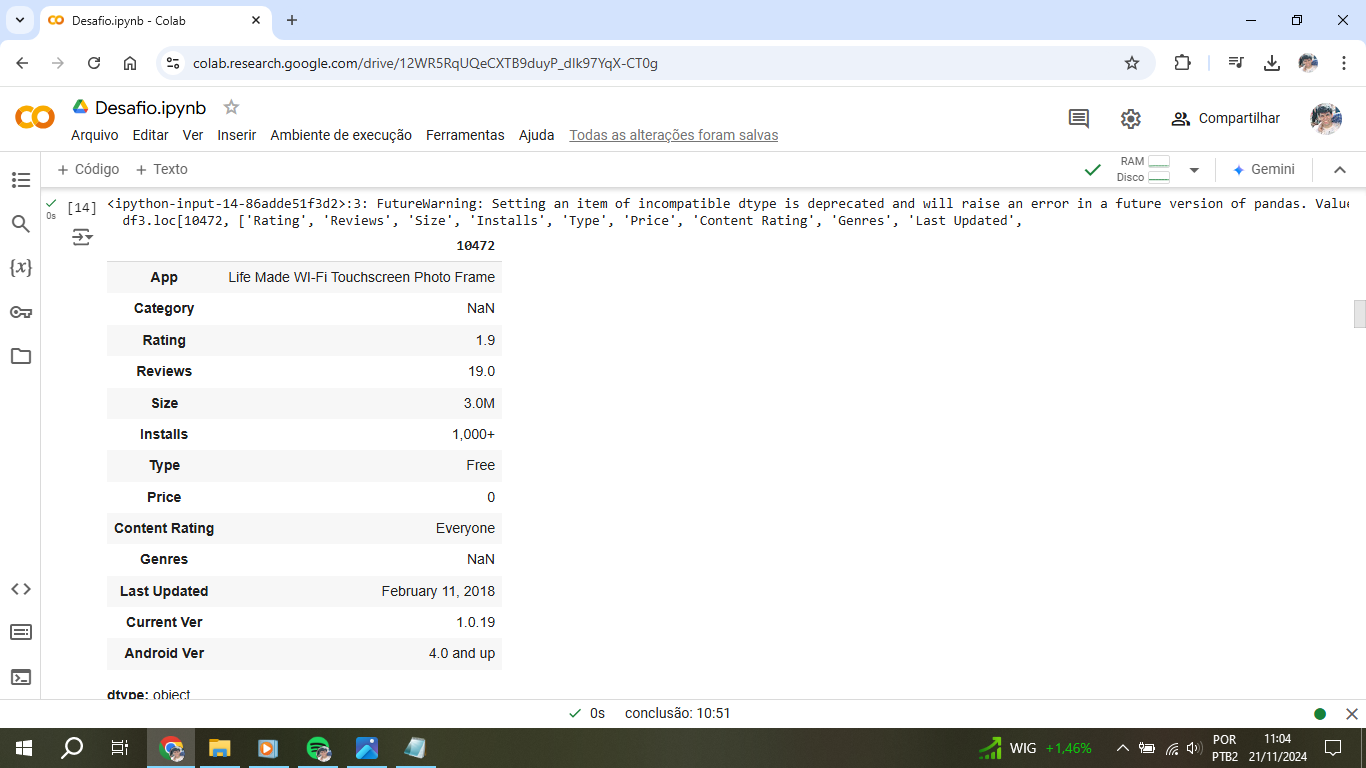 Desafio.ipynb - Colab
colab.research.google.com/drive/12WR5RqUQeCXTB9duyP_dIk97YqX-CT0g
Desafio.ipynb
Arquivo Editar Ver Inserir Ambiente de execução Ferramentas Ajuda Todas as alterações foram salvas
Compartilhar
+ Código + Texto
RAM
Disco
Gemini
0s
[14]
<ipython-input-14-86adde51f3d2>:3: FutureWarning: Setting an item of incompatible dtype is deprecated and will raise an error in a future version of pandas. Value
df3.loc[10472, ['Rating', 'Reviews', 'Size', 'Installs', 'Type', 'Price', 'Content Rating', 'Genres', 'Last Updated',
10472
App Life Made WI-Fi Touchscreen Photo Frame
Category NaN
Rating 1.9
Reviews 19.0
Size 3.0M
Installs 1,000+
Type Free
Price 0
Content Rating Everyone
Genres NaN
Last Updated February 11, 2018
Current Ver 1.0.19
Android Ver 4.0 and up
dtype: object
0s conclusão: 10:51
WIG +1,46%
POR
PTB2
11:04
21/11/2024